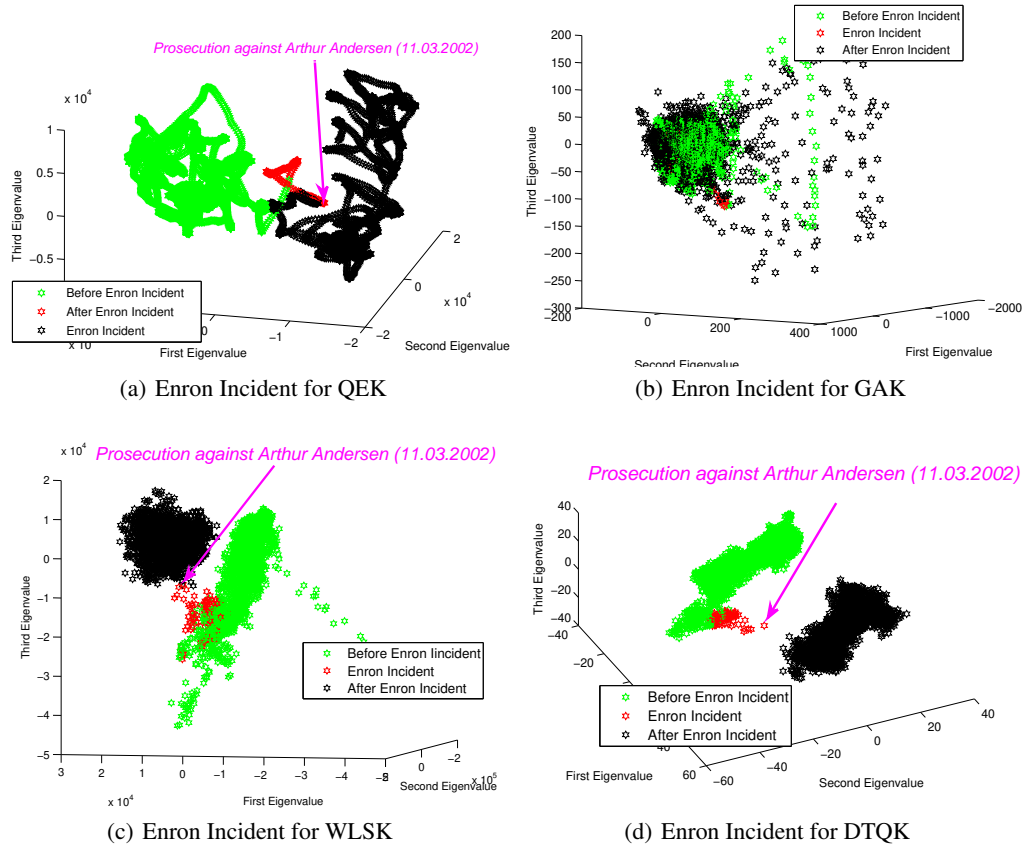 Prosecution against Arthur Andersen (11.03.2002)
x 10^4
1
0.5
0
−0.5
Third Eigenvalue
Before Enron Incident
After Enron Incident
Enron Incident
0
−1
−2
−2
0
2
x 10^4
First Eigenvalue
Second Eigenvalue
(a) Enron Incident for QEK
Before Enron Incident
Enron Incident
After Enron Incident
200
150
100
50
0
−50
−100
−150
−200
−250
−300
Third Eigenvalue
−200
0
200
400
1000
0
−1000
−2000
Second Eigenvalue
First Eigenvalue
(b) Enron Incident for GAK
x 10^4
Prosecution against Arthur Andersen (11.03.2002)
2
1
0
−1
−2
−3
−4
−5
Third Eigenvalue
Before Enron Iincident
Enron Incident
After Enron Incident
3
2
1
0
−1
−2
−3
−4
0
−2
x 10^5
x 10^4
First Eigenvalue
Second Eigenvalue
(c) Enron Incident for WLSK
Prosecution against Arthur Andersen (11.03.2002)
40
20
0
−20
−40
Third Eigenvalue
−40
−20
Before Enron Incident
Enron Incident
After Enron Incident
60
−60
−40
−20
0
20
40
First Eigenvalue
Second Eigenvalue
(d) Enron Incident for DTQK